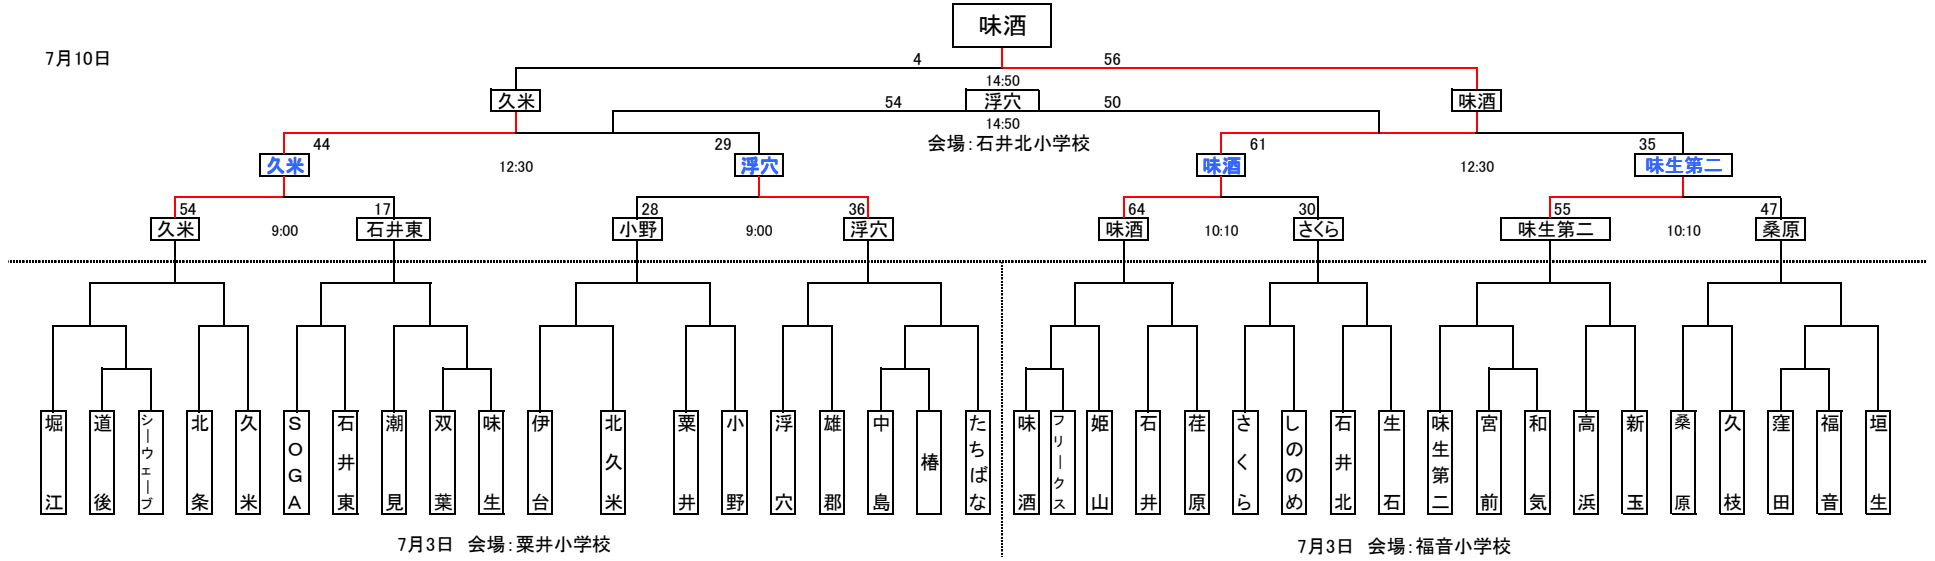 味酒
7月10日
4 56
14:50
久米 浮穴 味酒
54 50
14:50
会場：石井北小学校
44 29 61 35
久米 12:30 浮穴 味酒 12:30 味生第二
54 17 28 36 64 30 55 47
久米 9:00 石井東 小野 9:00 浮穴 味酒 10:10 さくら 味生第二 10:10 桑原
堀江
道後
シーウェーブ
北条
久米
SOGA
石井東
潮見
双葉
味生
伊台
北久米
粟井
小野
浮穴
雄郡
中島
椿
たちばな
味酒
フリークス
姫山
石井
荏原
さくら
しののめ
石井北
生石
味生第二
宮前
和気
高浜
新玉
桑原
久枝
窪田
福音
垣生
7月3日 会場：粟井小学校
7月3日 会場：福音小学校